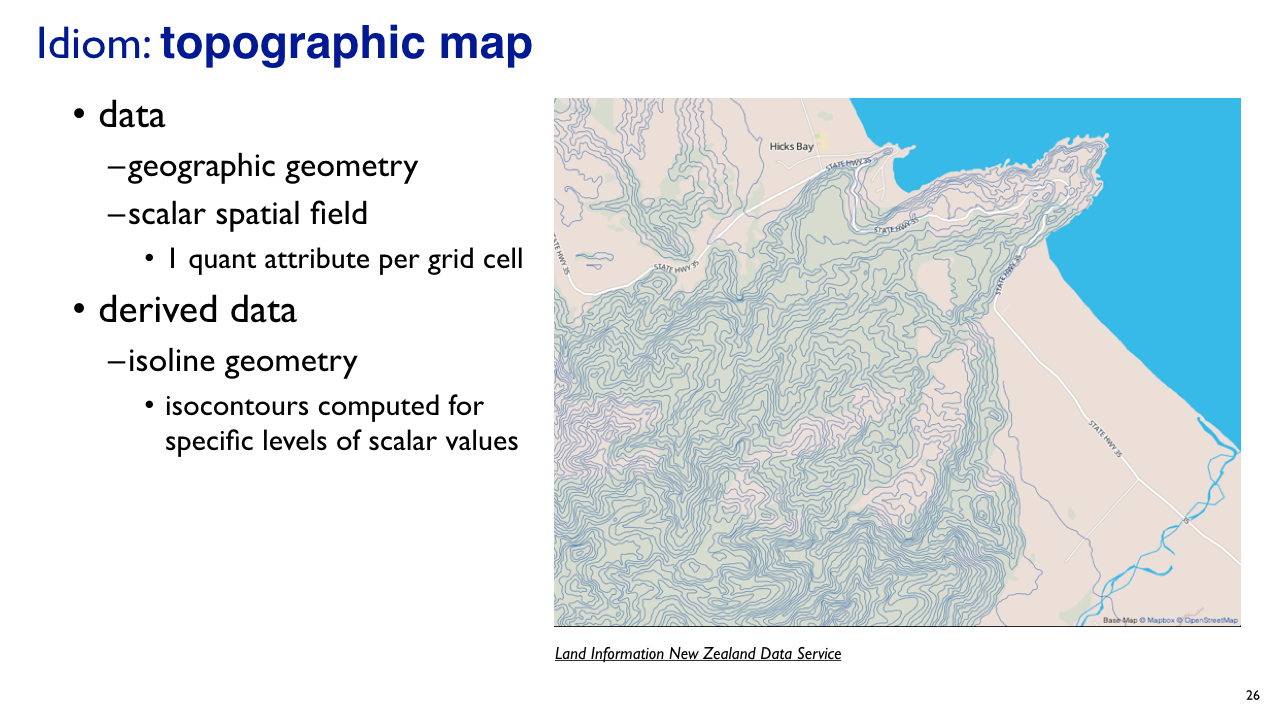 Idiom: topographic map
• data
–geographic geometry
–scalar spatial field
• 1 quant attribute per grid cell
• derived data
–isoline geometry
• isocontours computed for
specific levels of scalar values
Hicks Bay
STATE HWY 35
STATE HWY 35
STATE HWY 35
STATE HWY 35
STATE HWY 35
STATE HWY 35
35
Base Map © Mapbox © OpenStreetMap
Land Information New Zealand Data Service
26